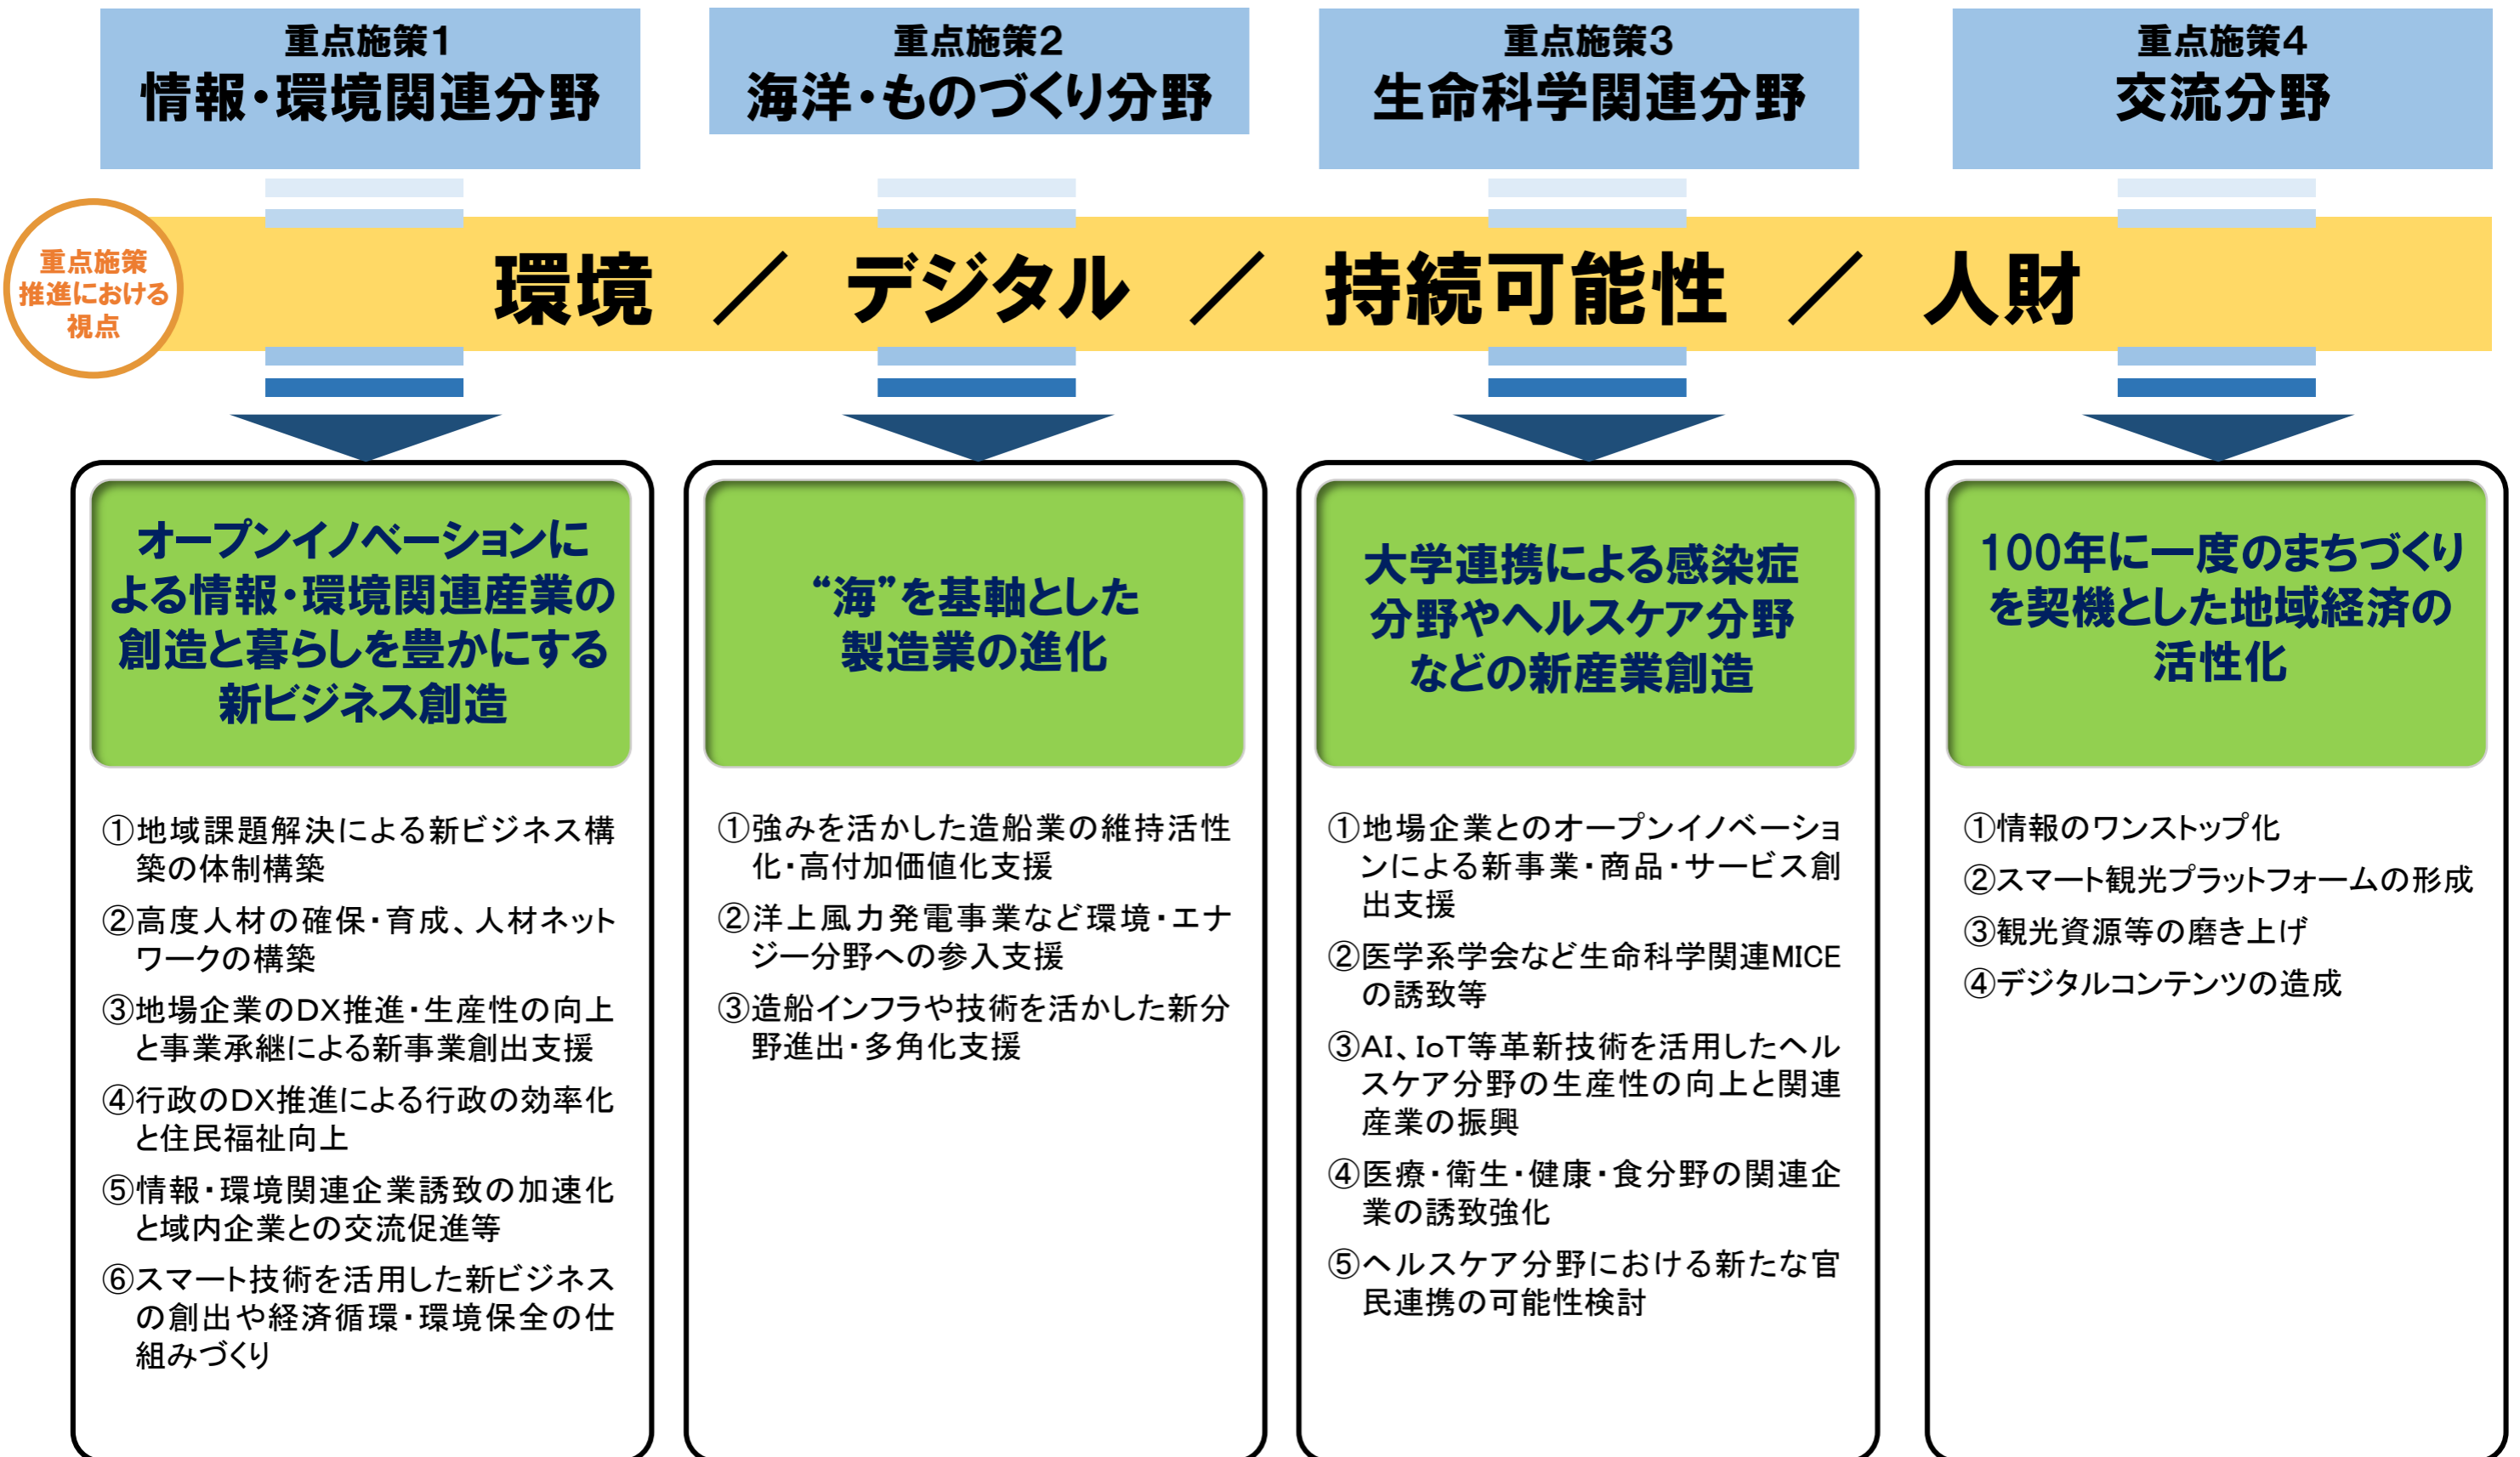 重点施策1
情報・環境関連分野
重点施策2
海洋・ものづくり分野
重点施策3
生命科学関連分野
重点施策4
交流分野
重点施策
推進における
視点
環境 ／ デジタル ／ 持続可能性 ／ 人財
オープンイノベーションに
よる情報・環境関連産業の
創造と暮らしを豊かにする
新ビジネス創造
①地域課題解決による新ビジネス構
築の体制構築
②高度人材の確保・育成、人材ネット
ワークの構築
③地場企業のDX推進・生産性の向上
と事業承継による新事業創出支援
④行政のDX推進による行政の効率化
と住民福祉向上
⑤情報・環境関連企業誘致の加速化
と域内企業との交流促進等
⑥スマート技術を活用した新ビジネス
の創出や経済循環・環境保全の仕
組みづくり
“海”を基軸とした
製造業の進化
①強みを活かした造船業の維持活性
化・高付加価値化支援
②洋上風力発電事業など環境・エナ
ジー分野への参入支援
③造船インフラや技術を活かした新分
野進出・多角化支援
大学連携による感染症
分野やヘルスケア分野
などの新産業創造
①地場企業とのオープンイノベーショ
ンによる新事業・商品・サービス創
出支援
②医学系学会など生命科学関連MICE
の誘致等
③AI、IoT等革新技術を活用したヘル
スケア分野の生産性の向上と関連
産業の振興
④医療・衛生・健康・食分野の関連企
業の誘致強化
⑤ヘルスケア分野における新たな官
民連携の可能性検討
100年に一度のまちづくり
を契機とした地域経済の
活性化
①情報のワンストップ化
②スマート観光プラットフォームの形成
③観光資源等の磨き上げ
④デジタルコンテンツの造成